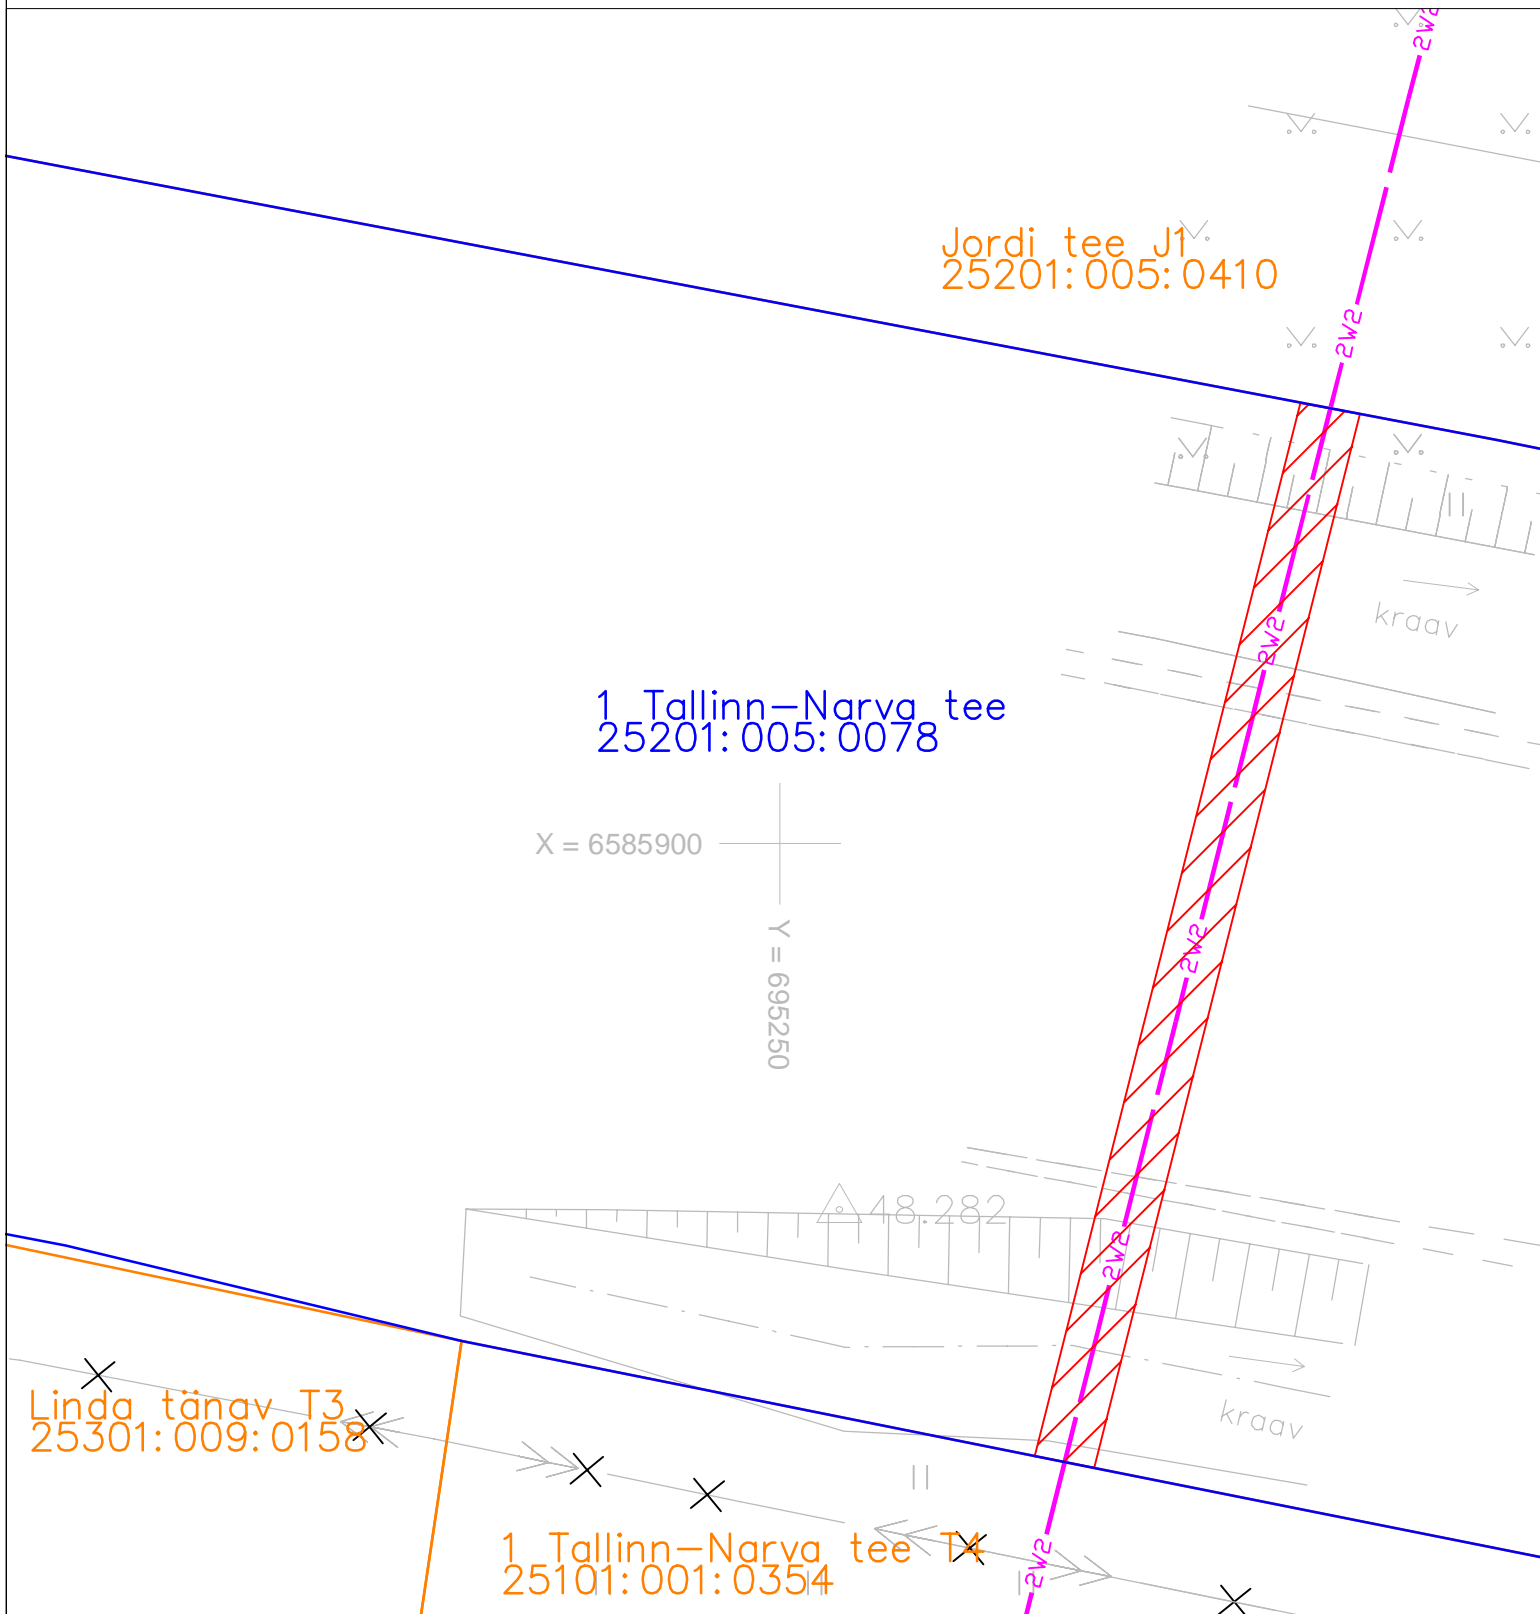 2W2
Jordi tee J1
25201:005:0410
2W2
kraav
2W2
1 Tallinn-Narva tee
25201:005:0078
X = 6585900
Y = 695250
2W2
48.282
2W2
Linda tänav T3
25301:009:0158
kraav
1 Tallinn-Narva tee T4
25101:001:0354
2W2